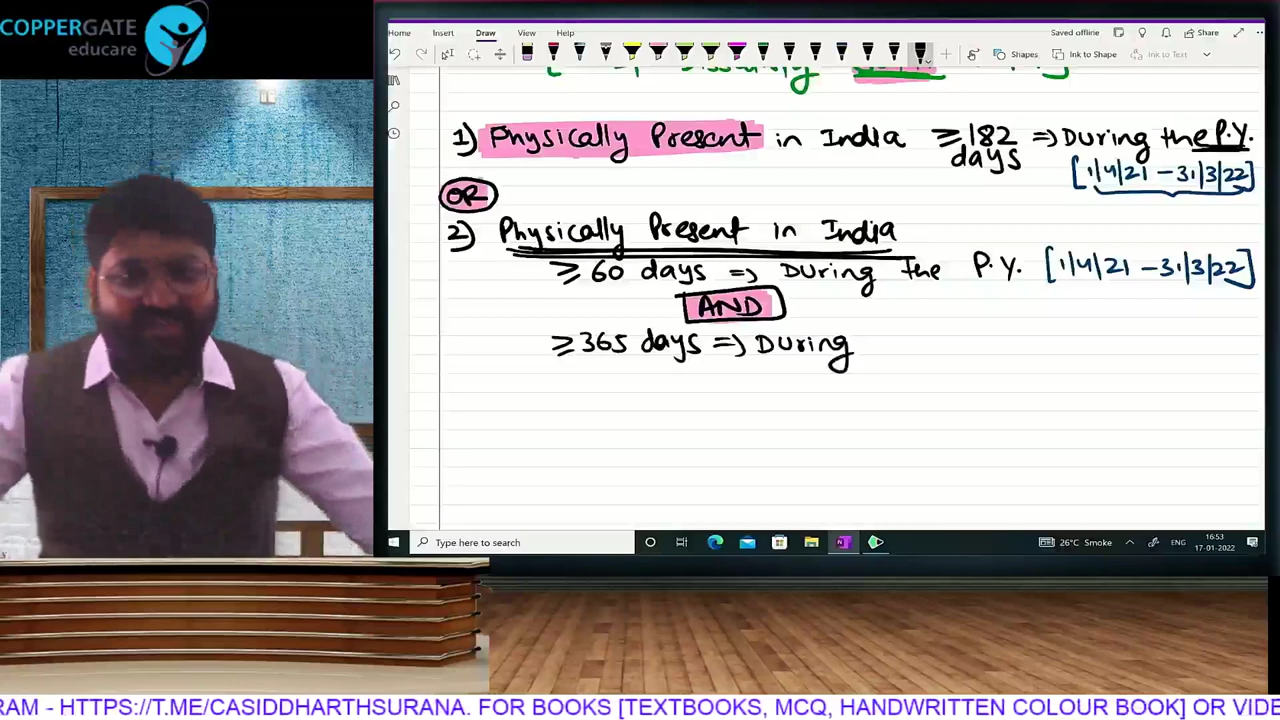 COPPERGATE
educare
Home Insert Draw View Help
Saved offline
Share
Shapes
Ink to Shape
Ink to Text
1) Physically Present in India ≥182 days => During the P.Y.
[1/4/21 - 31/3/22]
OR
2) Physically Present in India
≥60 days => During the P.Y. [1/4/21 - 31/3/22]
AND
≥365 days => During
Type here to search
26°C Smoke
ENG
16:53
17-01-2022
RAM - HTTPS://T.ME/CASIDDHARTHSURANA. FOR BOOKS [TEXTBOOKS, MCQ, HANDWRITTEN COLOUR BOOK] OR VIDE